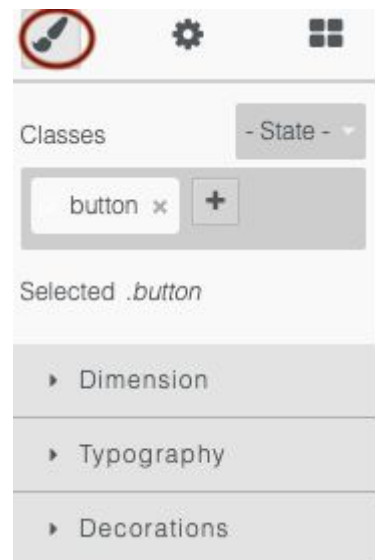 Classes
- State -
button ×
+
Selected .button
Dimension
Typography
Decorations